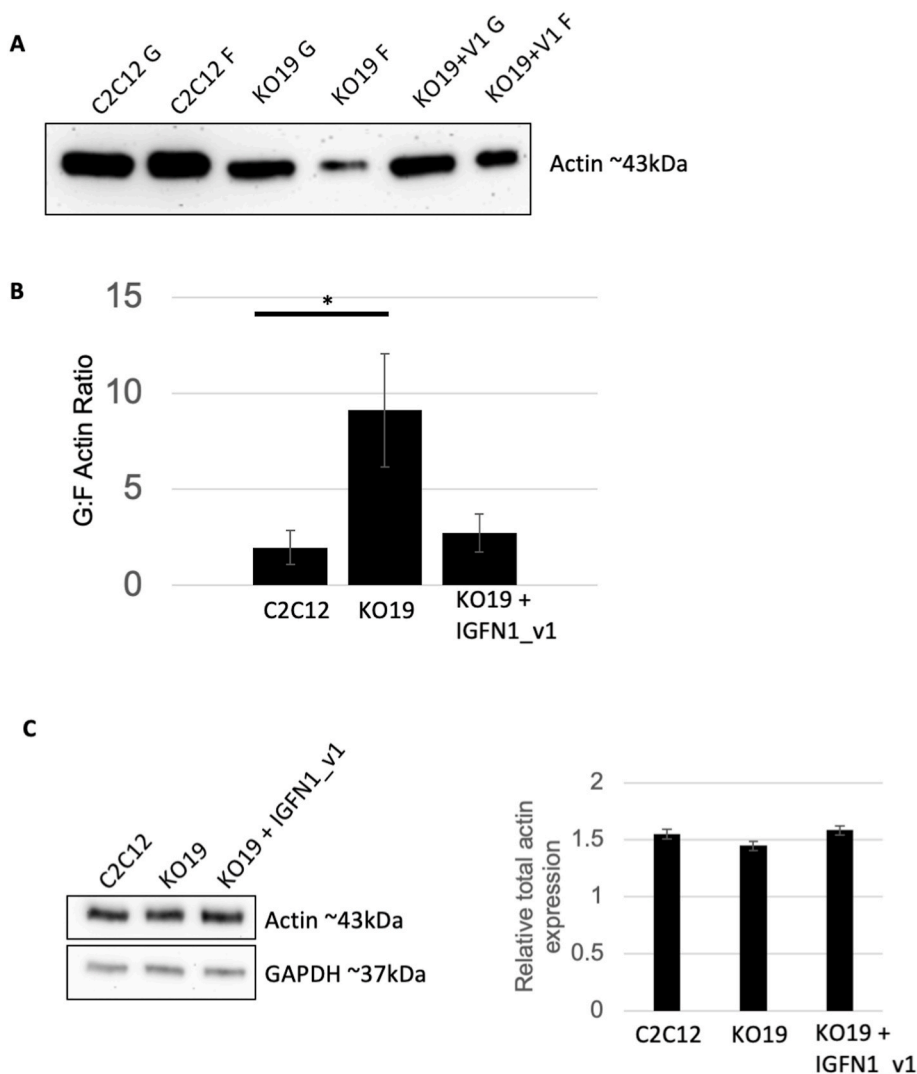 A
C2C12 G
C2C12 F
KO19 G
KO19 F
KO19+V1 G
KO19+V1 F
Actin ~43kDa
B
15
10
5
0
G:F Actin Ratio
*
C2C12
KO19
KO19 +
IGFN1_v1
C
C2C12
KO19
KO19 + IGFN1_v1
Actin ~43kDa
GAPDH ~37kDa
Relative total actin
expression
2
1.5
1
0.5
0
C2C12
KO19
KO19 +
IGFN1_v1